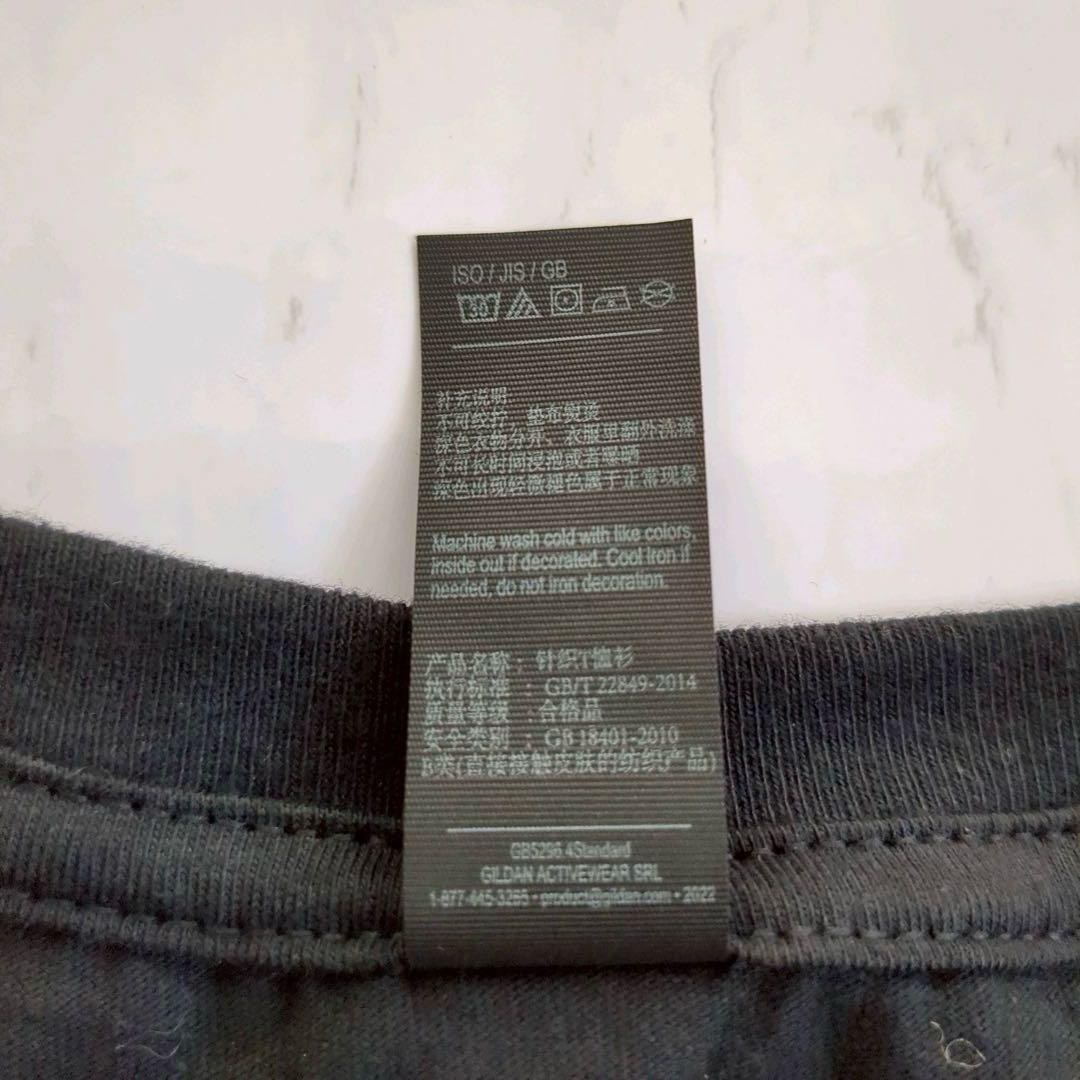 ISO / JIS / GB
30
补充说明
不可绞拧、垫布熨烫
深色衣物分开、衣服里翻外洗涤
不可长时间浸泡或者曝晒
深色出现轻微褪色属于正常现象
Machine wash cold with like colors,
inside out if decorated. Cool iron if
needed, do not iron decoration.
产品名称：针织T恤衫
执行标准：GB/T 22849-2014
质量等级：合格品
安全类别：GB 18401-2010
B类(直接接触皮肤的纺织产品)
GB5296.4Standard
GILDAN ACTIVEWEAR SRL
1-877-445-3265 • product@gildan.com • 2022